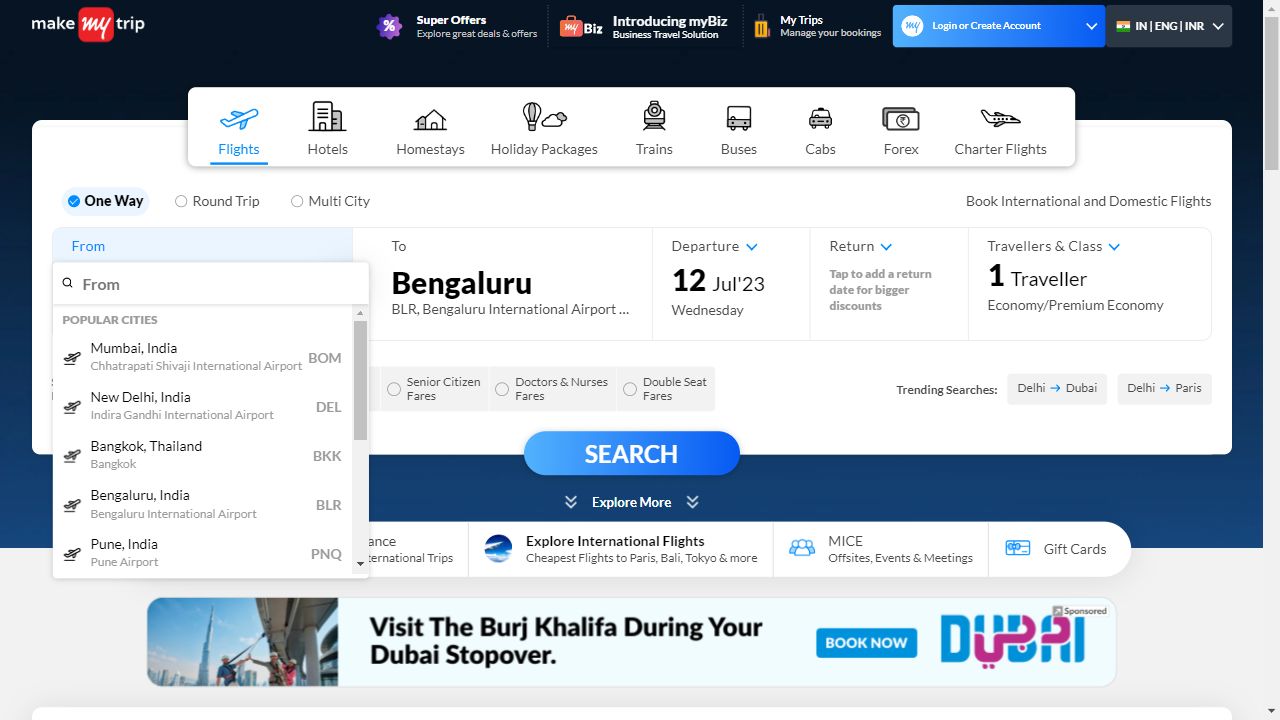 make my trip
%
Super Offers
Explore great deals & offers
my Biz
Introducing myBiz
Business Travel Solution
My Trips
Manage your bookings
my
Login or Create Account
IN | ENG | INR
Flights
Hotels
Homestays
Holiday Packages
Trains
Buses
Cabs
Forex
Charter Flights
One Way
Round Trip
Multi City
Book International and Domestic Flights
From
To
Departure
Return
Travellers & Class
From
Bengaluru
BLR, Bengaluru International Airport ...
12 Jul'23
Wednesday
Tap to add a return
date for bigger
discounts
1 Traveller
Economy/Premium Economy
POPULAR CITIES
Mumbai, India
Chhatrapati Shivaji International Airport
BOM
New Delhi, India
Indira Gandhi International Airport
DEL
Bangkok, Thailand
Bangkok
BKK
Bengaluru, India
Bengaluru International Airport
BLR
Pune, India
Pune Airport
PNQ
Senior Citizen
Fares
Doctors & Nurses
Fares
Double Seat
Fares
Trending Searches:
Delhi → Dubai
Delhi → Paris
SEARCH
Explore More
ance
ternational Trips
Explore International Flights
Cheapest Flights to Paris, Bali, Tokyo & more
MICE
Offsites, Events & Meetings
Gift Cards
Visit The Burj Khalifa During Your
Dubai Stopover.
BOOK NOW
Sponsored
DUBAI